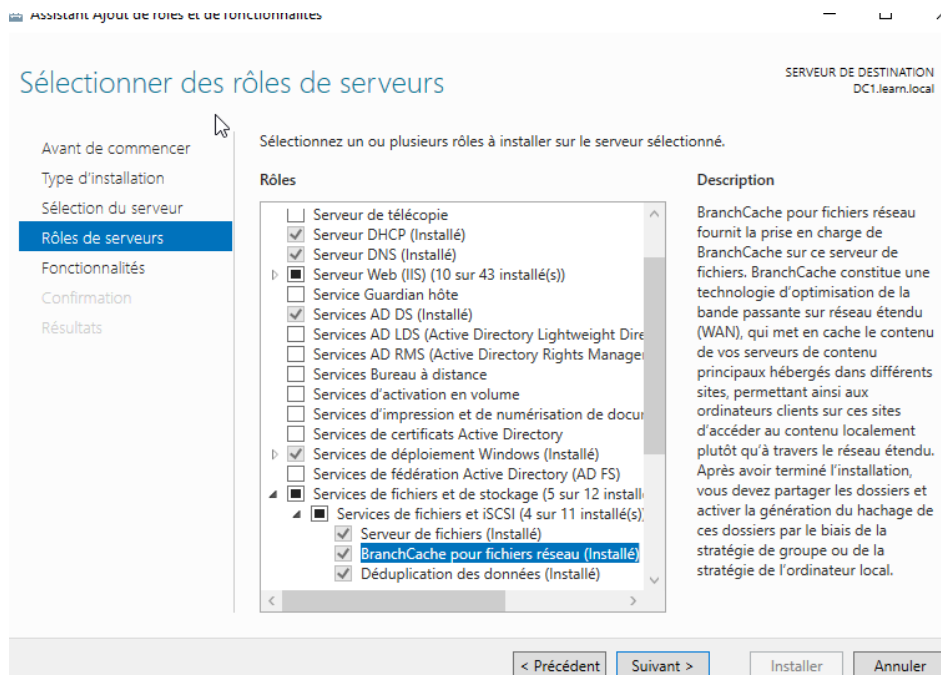 Assistant Ajout de rôles et de fonctionnalités
Sélectionner des rôles de serveurs
SERVEUR DE DESTINATION
DC1.learn.local
Avant de commencer
Type d'installation
Sélection du serveur
Rôles de serveurs
Fonctionnalités
Confirmation
Résultats
Sélectionnez un ou plusieurs rôles à installer sur le serveur sélectionné.
Rôles
Serveur de télécopie
Serveur DHCP (Installé)
Serveur DNS (Installé)
Serveur Web (IIS) (10 sur 43 installé(s))
Service Guardian hôte
Services AD DS (Installé)
Services AD LDS (Active Directory Lightweight Dire
Services AD RMS (Active Directory Rights Manage
Services Bureau à distance
Services d'activation en volume
Services d'impression et de numérisation de docu
Services de certificats Active Directory
Services de déploiement Windows (Installé)
Services de fédération Active Directory (AD FS)
Services de fichiers et de stockage (5 sur 12 install
Services de fichiers et iSCSI (4 sur 11 installé(s)
Serveur de fichiers (Installé)
BranchCache pour fichiers réseau (Installé)
Déduplication des données (Installé)
Description
BranchCache pour fichiers réseau
fournit la prise en charge de
BranchCache sur ce serveur de
fichiers. BranchCache constitue une
technologie d'optimisation de la
bande passante sur réseau étendu
(WAN), qui met en cache le contenu
de vos serveurs de contenu
principaux hébergés dans différents
sites, permettant ainsi aux
ordinateurs clients sur ces sites
d'accéder au contenu localement
plutôt qu'à travers le réseau étendu.
Après avoir terminé l'installation,
vous devez partager les dossiers et
activer la génération du hachage de
ces dossiers par le biais de la
stratégie de groupe ou de la
stratégie de l'ordinateur local.
< Précédent
Suivant >
Installer
Annuler